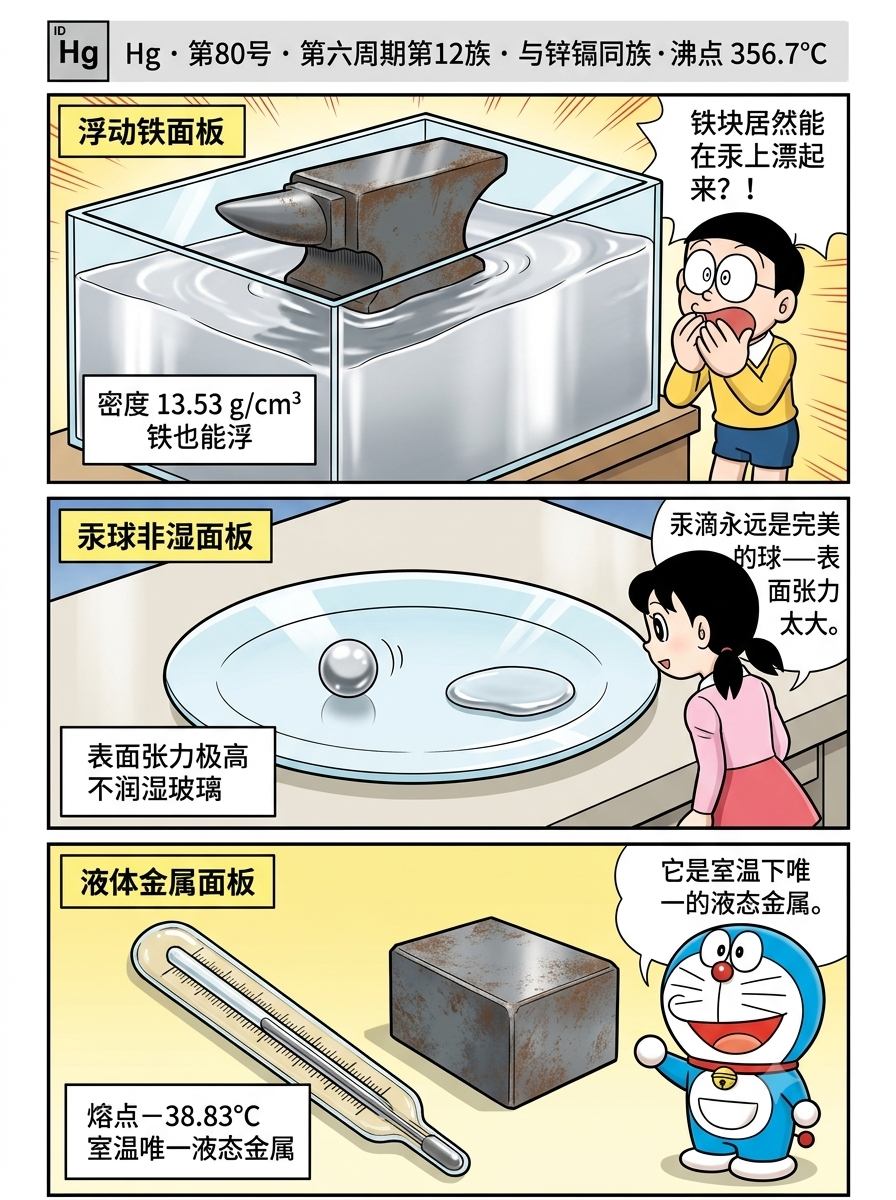 ID
Hg
Hg・第80号・第六周期第12族・与锌镉同族・沸点 356.7℃
浮动铁面板
铁块居然能
在汞上漂起
来？！
密度 13.53 g/cm³
铁也能浮
汞球非湿面板
汞滴永远是完美
的球——表
面张力
太大。
表面张力极高
不润湿玻璃
液体金属面板
它是室温下唯
一的液态金属。
熔点－38.83℃
室温唯一液态金属